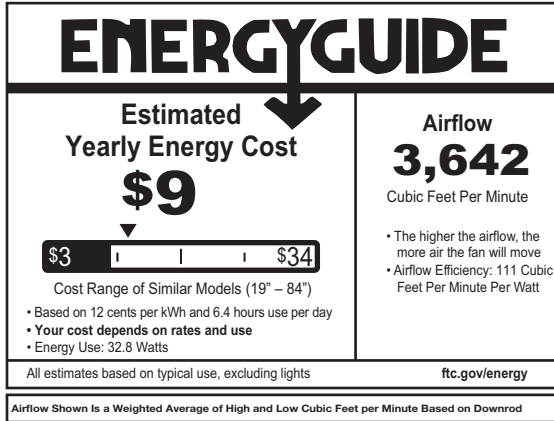 ENERGYGUIDE
Estimated
Yearly Energy Cost
$9
$3
$34
Cost Range of Similar Models (19” – 84”)
• Based on 12 cents per kWh and 6.4 hours use per day
• Your cost depends on rates and use
• Energy Use: 32.8 Watts
Airflow
3,642
Cubic Feet Per Minute
• The higher the airflow, the
more air the fan will move
• Airflow Efficiency: 111 Cubic
Feet Per Minute Per Watt
All estimates based on typical use, excluding lights
ftc.gov/energy
Airflow Shown Is a Weighted Average of High and Low Cubic Feet per Minute Based on Downrod